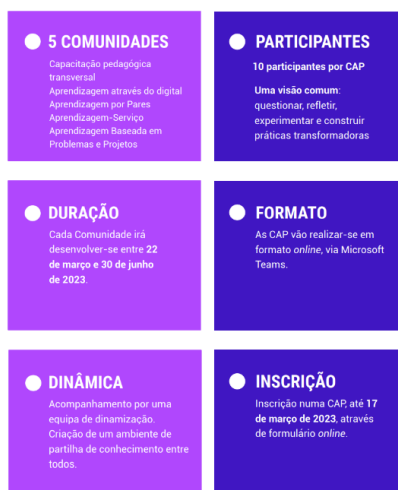 5 COMUNIDADES
Capacitação pedagógica
transversal
Aprendizagem através do digital
Aprendizagem por Pares
Aprendizagem-Serviço
Aprendizagem Baseada em
Problemas e Projetos
PARTICIPANTES
10 participantes por CAP
Uma visão comum:
questionar, refletir,
experimentar e construir
práticas transformadoras
DURAÇÃO
Cada Comunidade irá
desenvolver-se entre 22
de março e 30 de junho
de 2023.
FORMATO
As CAP vão realizar-se em
formato online, via Microsoft
Teams.
DINÂMICA
Acompanhamento por uma
equipa de dinamização.
Criação de um ambiente de
partilha de conhecimento entre
todos.
INSCRIÇÃO
Inscrição numa CAP, até 17
de março de 2023, através
de formulário online.